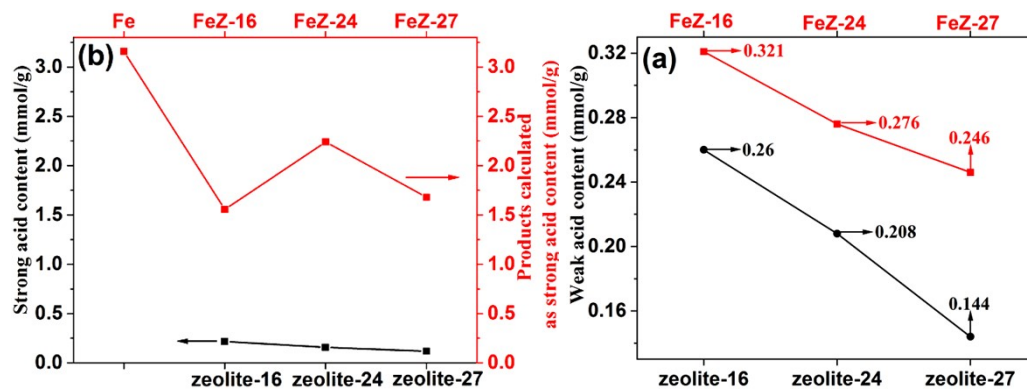 Fe FeZ-16 FeZ-24 FeZ-27
(b)
Strong acid content (mmol/g)
3.0
2.5
2.0
1.5
1.0
0.5
0.0
3.0
2.5
2.0
1.5
1.0
0.5
0.0
Products calculated
as strong acid content (mmol/g)
zeolite-16 zeolite-24 zeolite-27
FeZ-16 FeZ-24 FeZ-27
(a)
Weak acid content (mmol/g)
0.32
0.28
0.24
0.20
0.16
0.321
0.276
0.246
0.26
0.208
0.144
zeolite-16 zeolite-24 zeolite-27